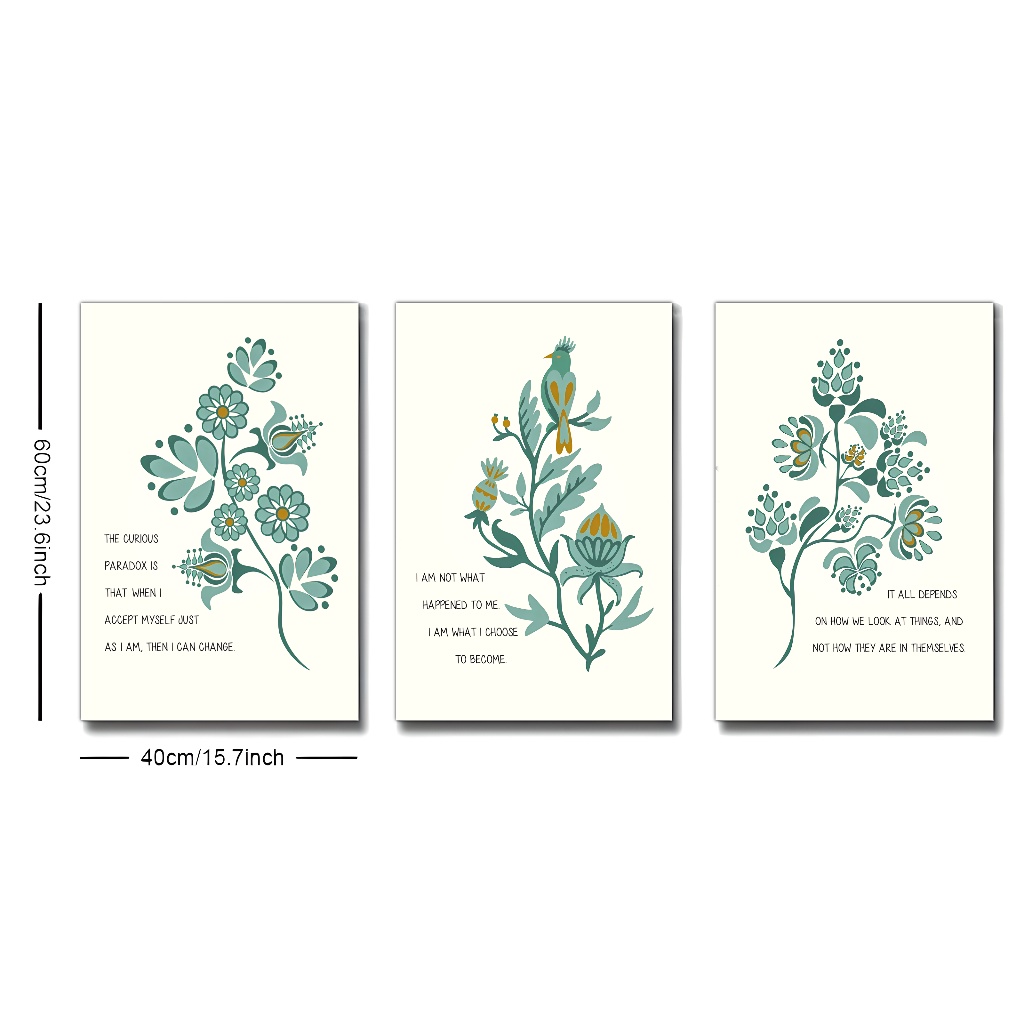 60cm/23.6inch
THE CURIOUS
PARADOX IS
THAT WHEN I
ACCEPT MYSELF JUST
AS I AM, THEN I CAN CHANGE.
I AM NOT WHAT
HAPPENED TO ME.
I AM WHAT I CHOOSE
TO BECOME.
IT ALL DEPENDS
ON HOW WE LOOK AT THINGS, AND
NOT HOW THEY ARE IN THEMSELVES.
40cm/15.7inch